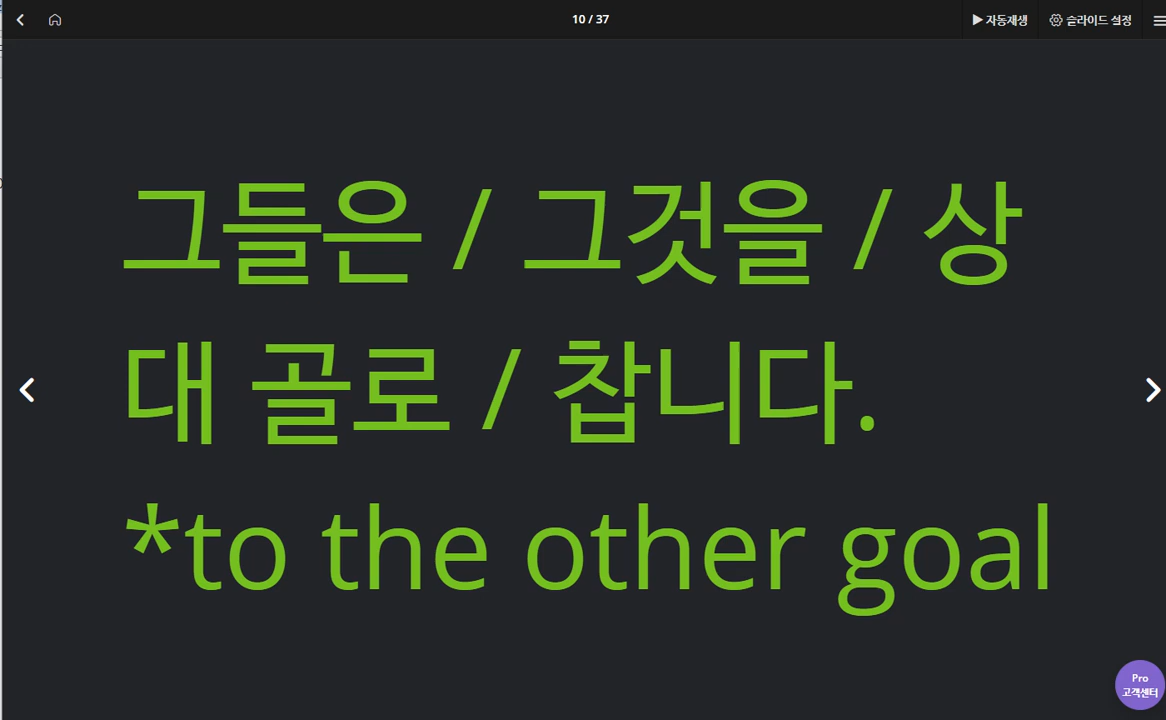 10 / 37
▶ 자동재생
슬라이드 설정
그들은 / 그것을 / 상
대 골로 / 찹니다.
*to the other goal
Pro
고객센터